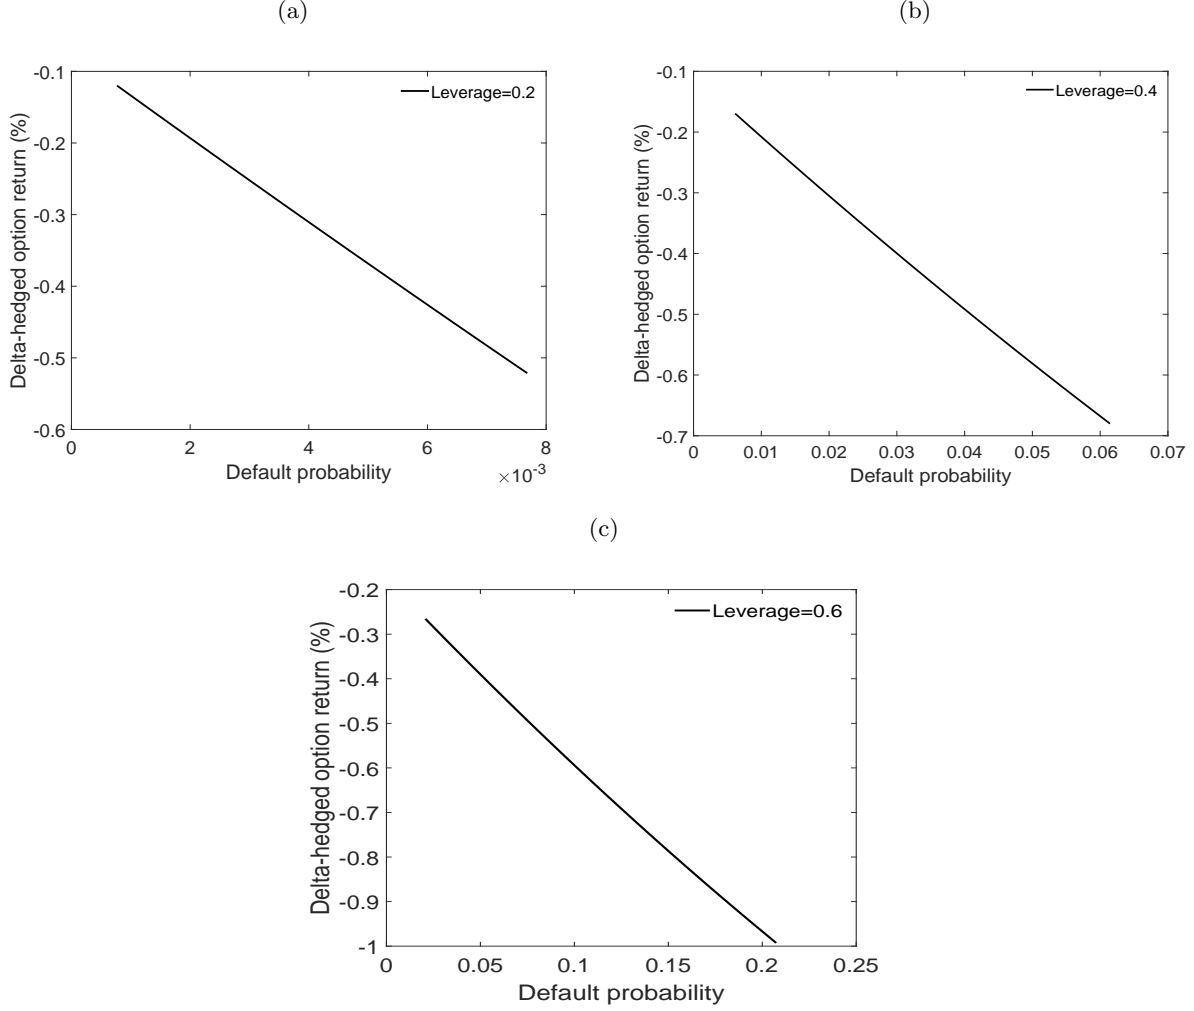 (a)
-0.1
-0.2
-0.3
-0.4
-0.5
-0.6
Delta-hedged option return (%)
Leverage=0.2
0 2 4 6 8
×10-3
Default probability
(b)
-0.1
-0.2
-0.3
-0.4
-0.5
-0.6
-0.7
Delta-hedged option return (%)
Leverage=0.4
0 0.01 0.02 0.03 0.04 0.05 0.06 0.07
Default probability
(c)
-0.2
-0.3
-0.4
-0.5
-0.6
-0.7
-0.8
-0.9
-1
Delta-hedged option return (%)
Leverage=0.6
0 0.05 0.1 0.15 0.2 0.25
Default probability